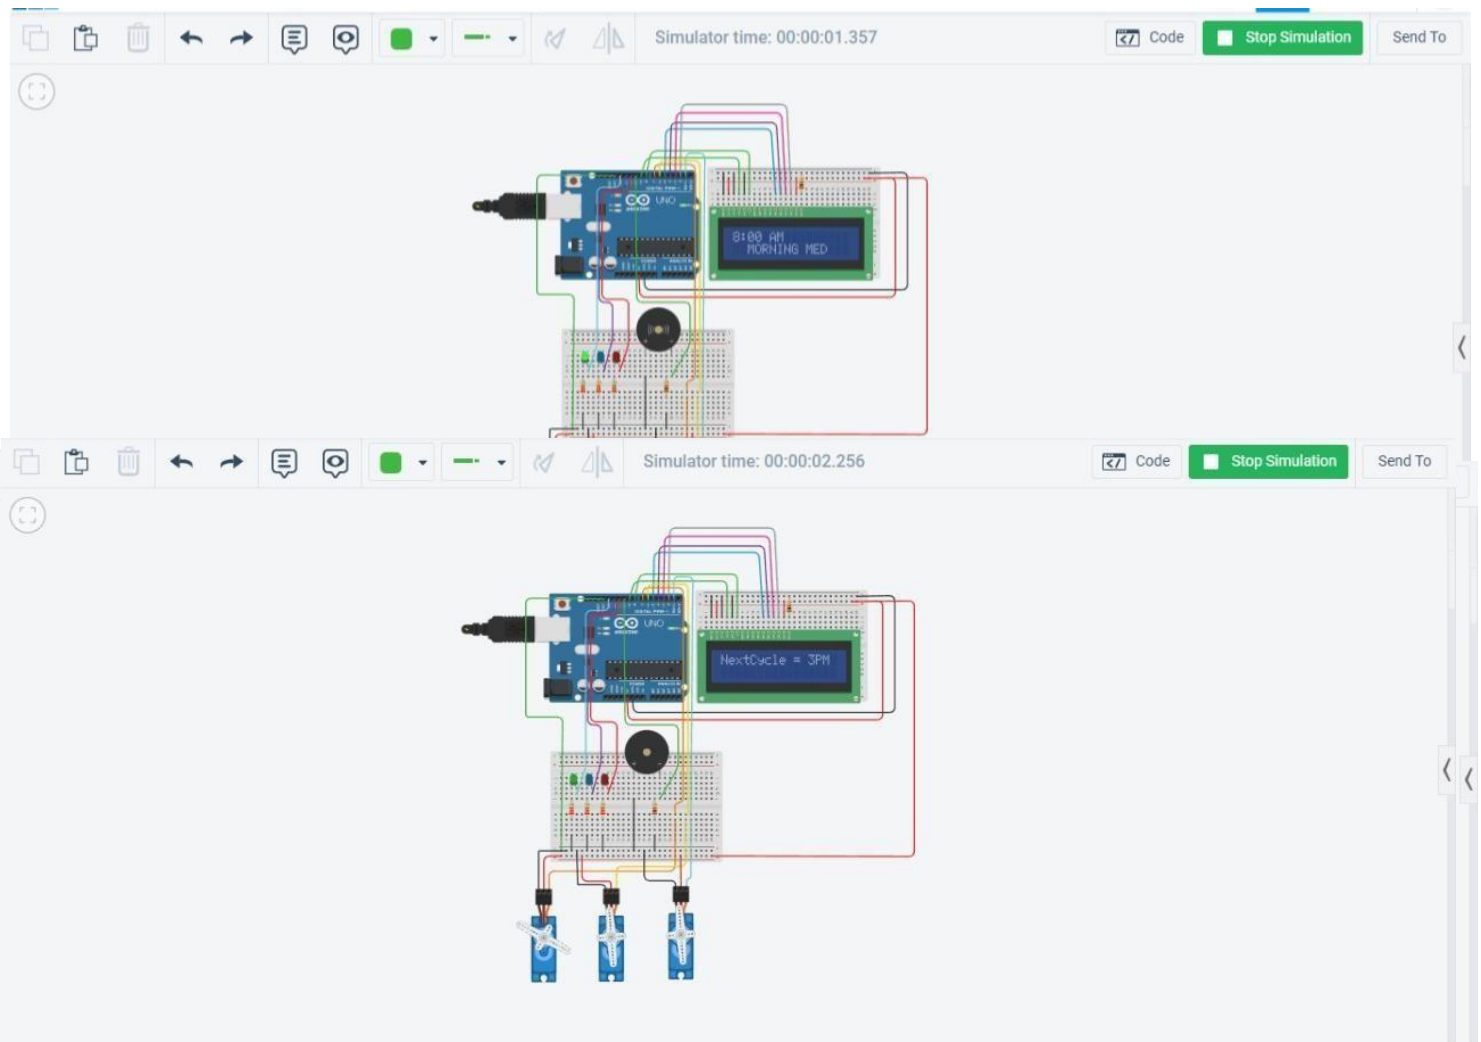 Simulator time: 00:00:01.357
Code
Stop Simulation
Send To
UNO
8:00 AM
MORNING MED
Simulator time: 00:00:02.256
Code
Stop Simulation
Send To
UNO
NextCycle = 3PM